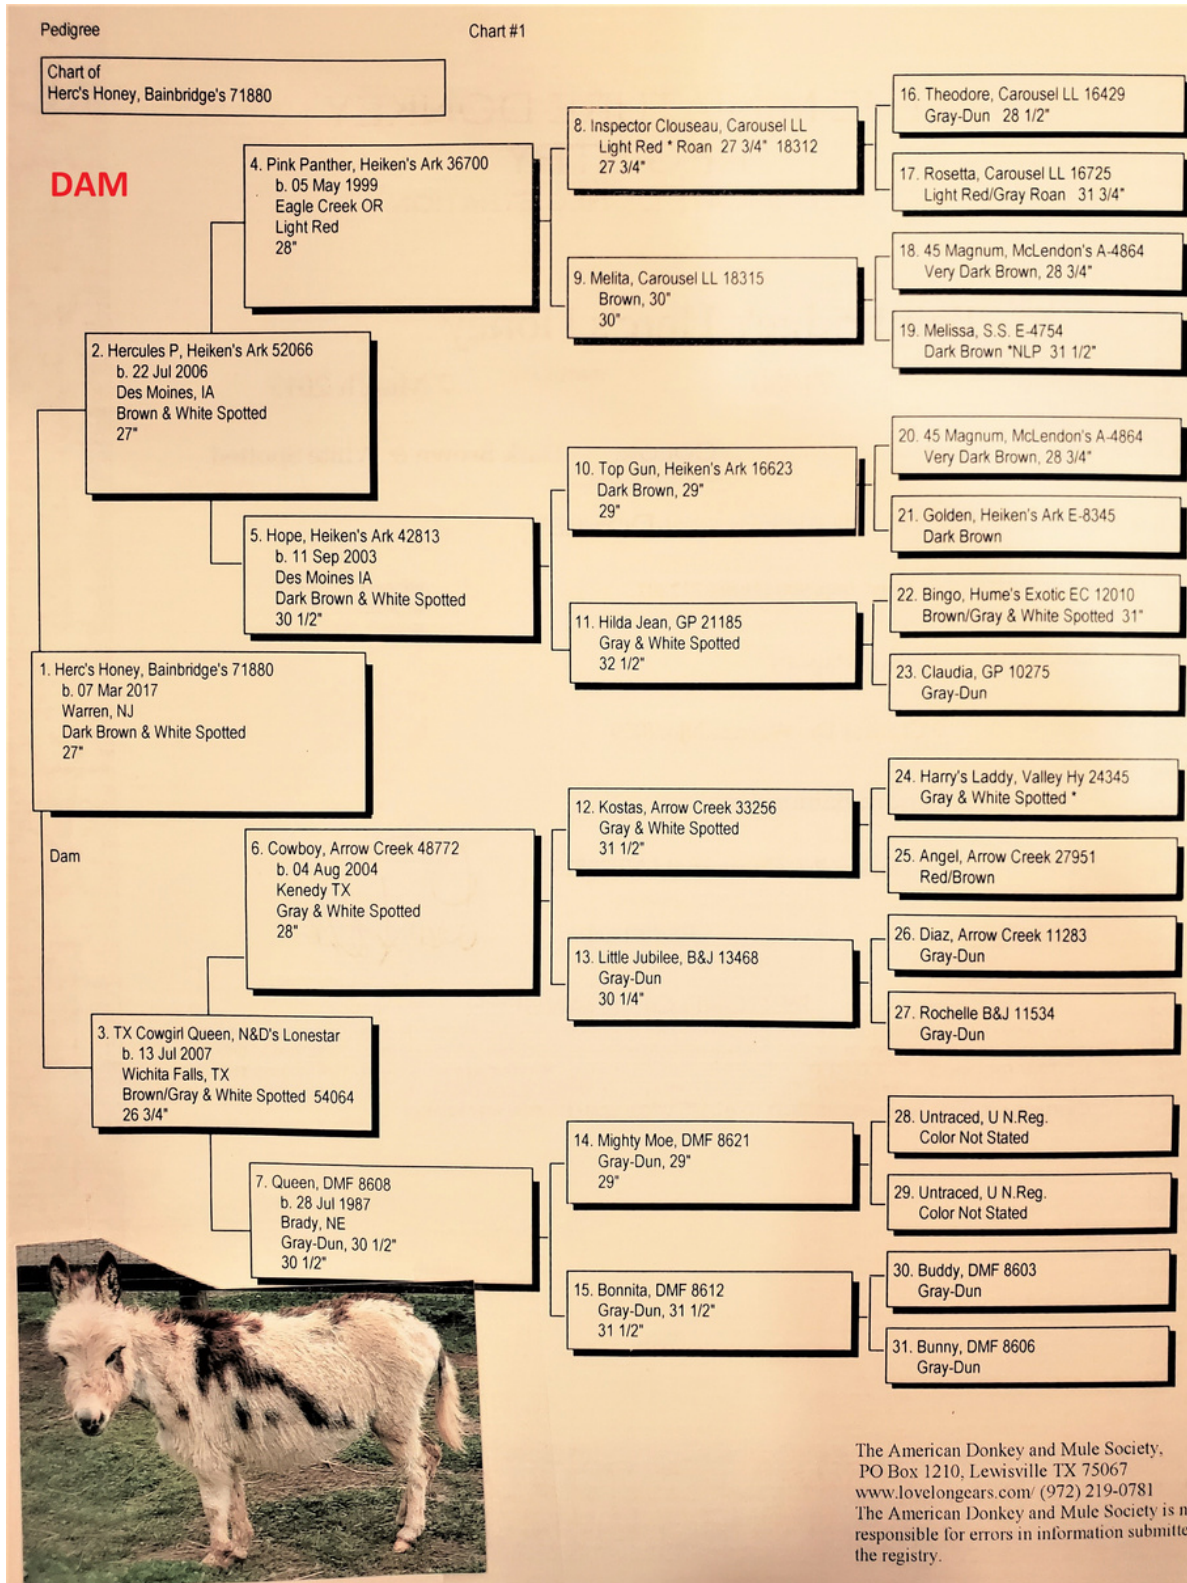 Pedigree
Chart #1
Chart of
Herc's Honey, Bainbridge's 71880
DAM
1. Herc's Honey, Bainbridge's 71880
b. 07 Mar 2017
Warren, NJ
Dark Brown & White Spotted
27"
Dam
2. Hercules P, Heiken's Ark 52066
b. 22 Jul 2006
Des Moines, IA
Brown & White Spotted
27"
3. TX Cowgirl Queen, N&D's Lonestar
b. 13 Jul 2007
Wichita Falls, TX
Brown/Gray & White Spotted 54064
26 3/4"
4. Pink Panther, Heiken's Ark 36700
b. 05 May 1999
Eagle Creek OR
Light Red
28"
5. Hope, Heiken's Ark 42813
b. 11 Sep 2003
Des Moines IA
Dark Brown & White Spotted
30 1/2"
6. Cowboy, Arrow Creek 48772
b. 04 Aug 2004
Kenedy TX
Gray & White Spotted
28"
7. Queen, DMF 8608
b. 28 Jul 1987
Brady, NE
Gray-Dun, 30 1/2"
30 1/2"
8. Inspector Clouseau, Carousel LL
Light Red * Roan 27 3/4" 18312
27 3/4"
9. Melita, Carousel LL 18315
Brown, 30"
30"
10. Top Gun, Heiken's Ark 16623
Dark Brown, 29"
29"
11. Hilda Jean, GP 21185
Gray & White Spotted
32 1/2"
12. Kostas, Arrow Creek 33256
Gray & White Spotted
31 1/2"
13. Little Jubilee, B&J 13468
Gray-Dun
30 1/4"
14. Mighty Moe, DMF 8621
Gray-Dun, 29"
29"
15. Bonnita, DMF 8612
Gray-Dun, 31 1/2"
31 1/2"
16. Theodore, Carousel LL 16429
Gray-Dun 28 1/2"
17. Rosetta, Carousel LL 16725
Light Red/Gray Roan 31 3/4"
18. 45 Magnum, McLendon's A-4864
Very Dark Brown, 28 3/4"
19. Melissa, S.S. E-4754
Dark Brown *NLP 31 1/2"
20. 45 Magnum, McLendon's A-4864
Very Dark Brown, 28 3/4"
21. Golden, Heiken's Ark E-8345
Dark Brown
22. Bingo, Hume's Exotic EC 12010
Brown/Gray & White Spotted 31"
23. Claudia, GP 10275
Gray-Dun
24. Harry's Laddy, Valley Hy 24345
Gray & White Spotted *
25. Angel, Arrow Creek 27951
Red/Brown
26. Diaz, Arrow Creek 11283
Gray-Dun
27. Rochelle B&J 11534
Gray-Dun
28. Untraced, U N.Reg.
Color Not Stated
29. Untraced, U N.Reg.
Color Not Stated
30. Buddy, DMF 8603
Gray-Dun
31. Bunny, DMF 8606
Gray-Dun
The American Donkey and Mule Society,
PO Box 1210, Lewisville TX 75067
www.lovelongears.com/ (972) 219-0781
The American Donkey and Mule Society is
responsible for errors in information
the registry.